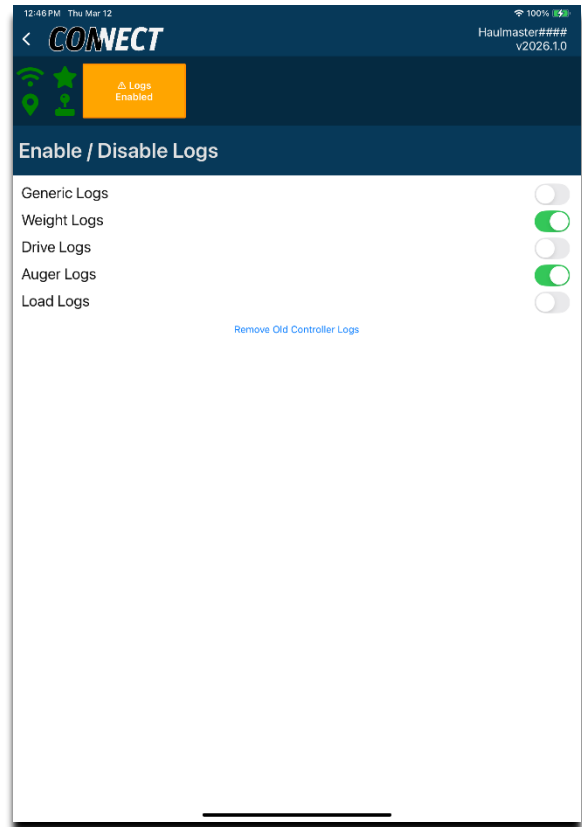 12:46 PM Thu Mar 12
100%
CONNECT
Haulmaster####
v2026.1.0
⚠ Logs
Enabled
Enable / Disable Logs
Generic Logs
Weight Logs
Drive Logs
Auger Logs
Load Logs
Remove Old Controller Logs